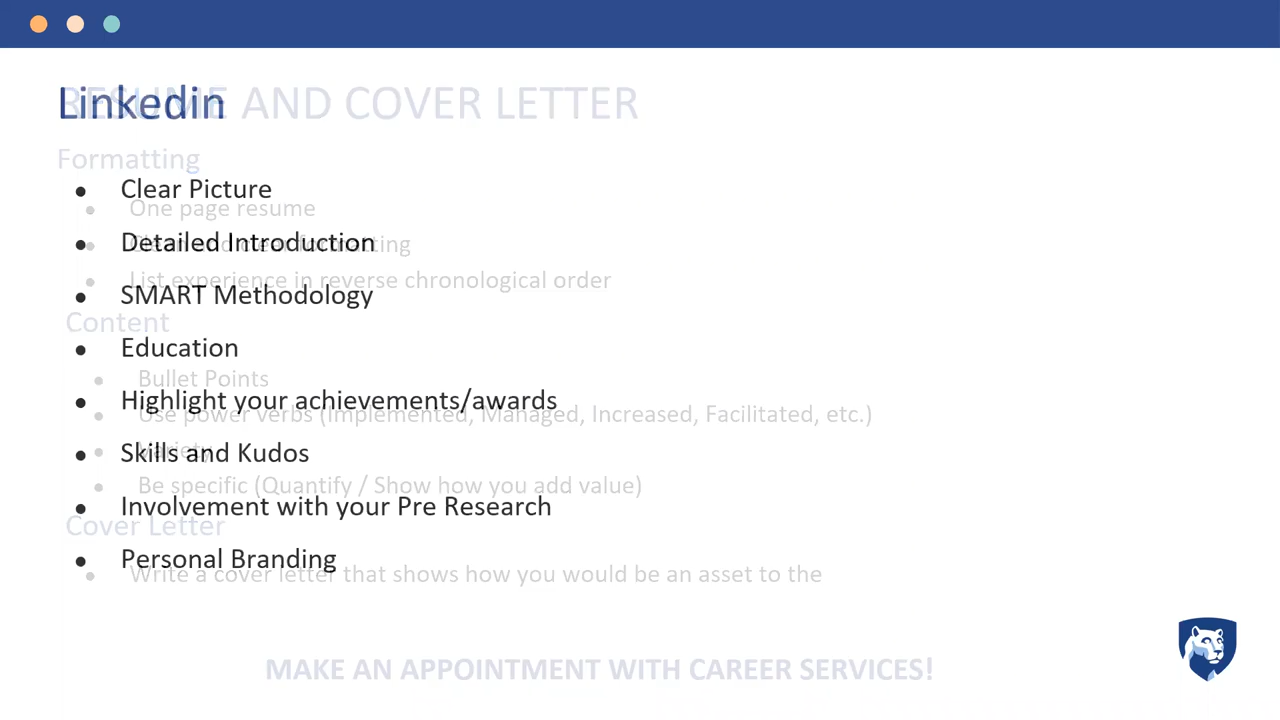 Linkedin
RESUME AND COVER LETTER
Formatting
Clear Picture
One page resume
Detailed Introduction
formatting
SMART Methodology
List experience in reverse chronological order
Content
Education
Bullet Points
Highlight your achievements/awards
Use power verbs (Implemented, Managed, Increased, Facilitated, etc.)
Skills and Kudos
Variety
Be specific (Quantify / Show how you add value)
Involvement with your Pre Research
Cover Letter
Personal Branding
Write a cover letter that shows how you would be an asset to the
MAKE AN APPOINTMENT WITH CAREER SERVICES!